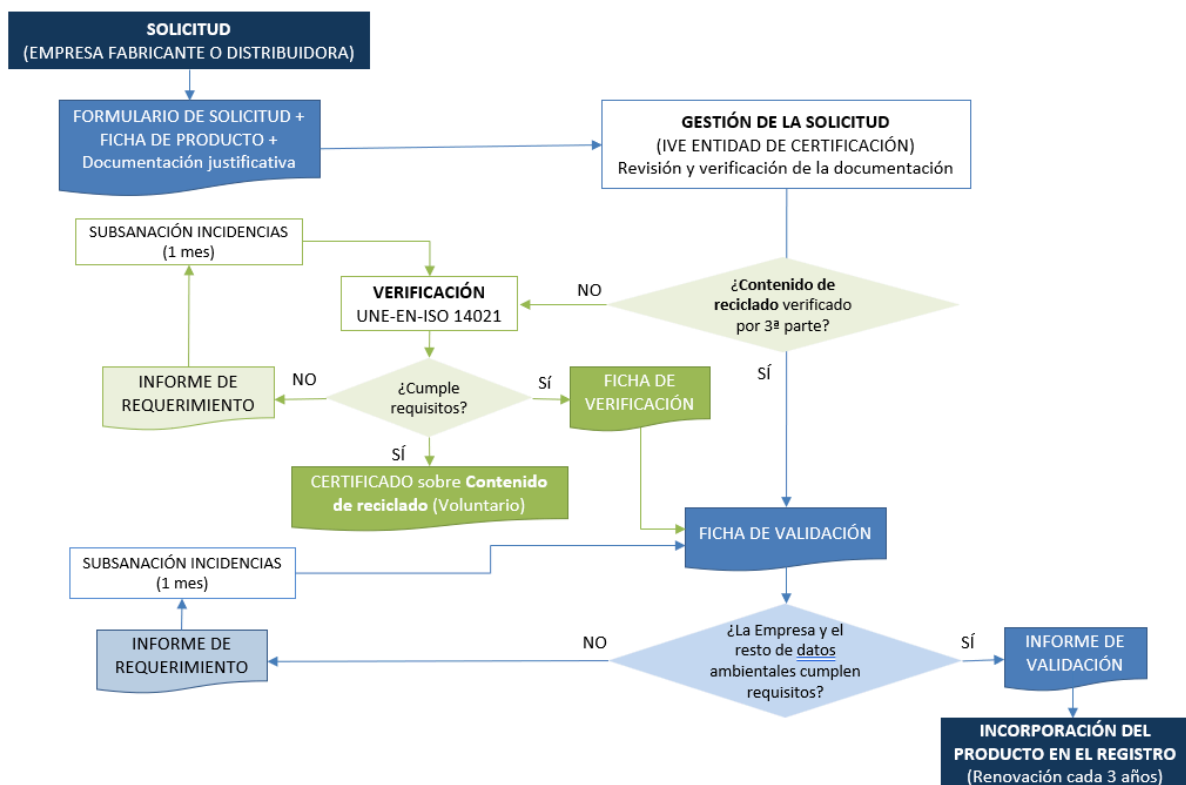 SOLICITUD
(EMPRESA FABRICANTE O DISTRIBUIDORA)
FORMULARIO DE SOLICITUD +
FICHA DE PRODUCTO +
Documentación justificativa
GESTIÓN DE LA SOLICITUD
(IVE ENTIDAD DE CERTIFICACIÓN)
Revisión y verificación de la documentación
SUBSANACIÓN INCIDENCIAS
(1 mes)
VERIFICACIÓN
UNE-EN-ISO 14021
NO
¿Contenido de
reciclado verificado
por 3ª parte?
SÍ
INFORME DE
REQUERIMIENTO
NO
¿Cumple
requisitos?
SÍ
FICHA DE
VERIFICACIÓN
SÍ
CERTIFICADO sobre Contenido
de reciclado (Voluntario)
FICHA DE VALIDACIÓN
SUBSANACIÓN INCIDENCIAS
(1 mes)
INFORME DE
REQUERIMIENTO
NO
¿La Empresa y el
resto de datos
ambientales cumplen
requisitos?
SÍ
INFORME DE
VALIDACIÓN
INCORPORACIÓN DEL
PRODUCTO EN EL REGISTRO
(Renovación cada 3 años)